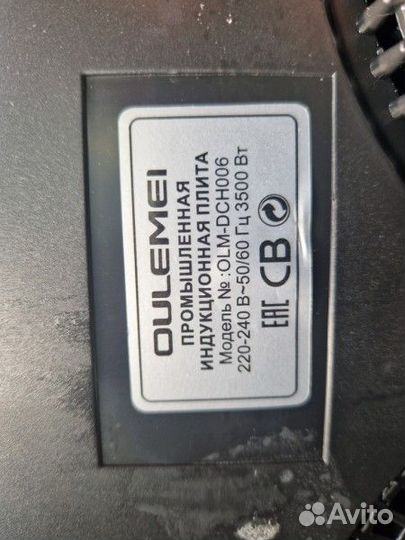 OULEMEI
ПРОМЫШЛЕННАЯ
ИНДУКЦИОННАЯ ПЛИТА
Модель № :OLM-DCH006
220-240 В~50/60 Гц 3500 Вт
EAC CB
Avito